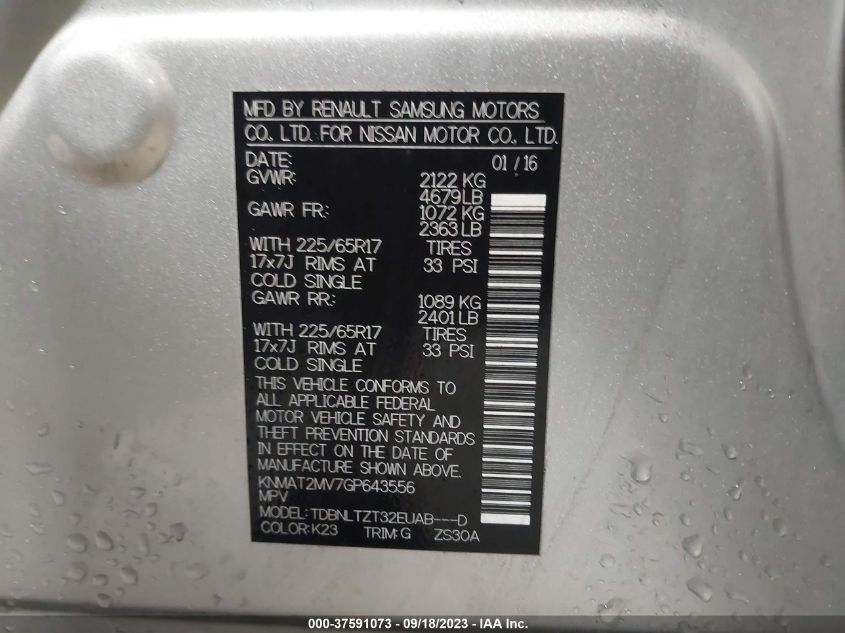 MFD BY RENAULT SAMSUNG MOTORS
CO., LTD. FOR NISSAN MOTOR CO., LTD.
DATE: 01 / 16
GVWR: 2122 KG
4679 LB
GAWR FR: 1072 KG
2363 LB
WITH 225/65R17 TIRES
17x7J RIMS AT 33 PSI
COLD SINGLE
GAWR RR: 1089 KG
2401 LB
WITH 225/65R17 TIRES
17x7J RIMS AT 33 PSI
COLD SINGLE
THIS VEHICLE CONFORMS TO
ALL APPLICABLE FEDERAL
MOTOR VEHICLE SAFETY AND
THEFT PREVENTION STANDARDS
IN EFFECT ON THE DATE OF
MANUFACTURE SHOWN ABOVE.
KNMAT2MV7GP643556
MPV
MODEL: TDBNLTZT32EUAB---D
COLOR: K23 TRIM: G ZS30A
000-37591073 - 09/18/2023 - IAA Inc.